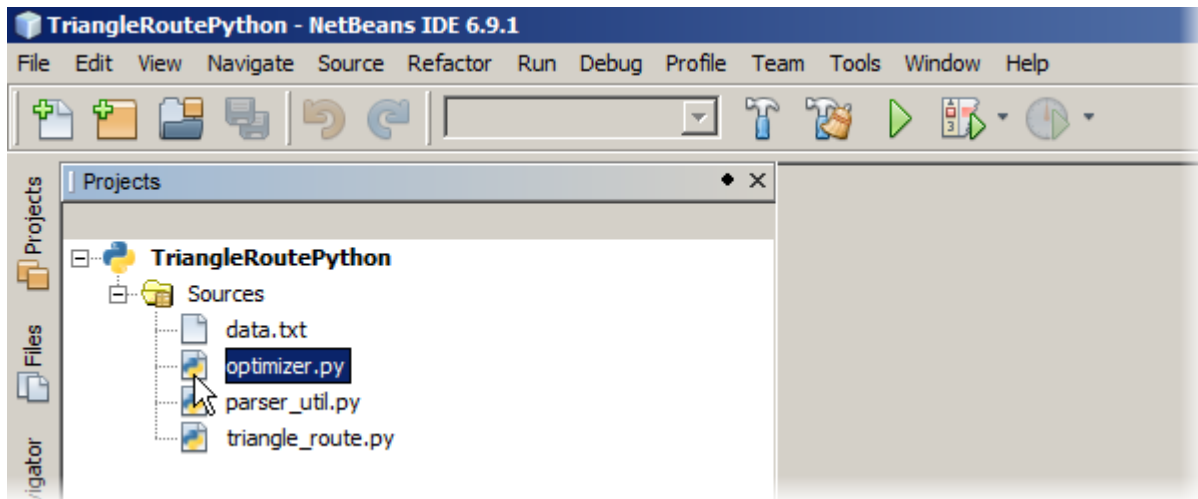 TriangleRoutePython - NetBeans IDE 6.9.1
File Edit View Navigate Source Refactor Run Debug Profile Team Tools Window Help
Projects
Projects
TriangleRoutePython
Sources
data.txt
Files
optimizer.py
parser_util.py
triangle_route.py
vigator